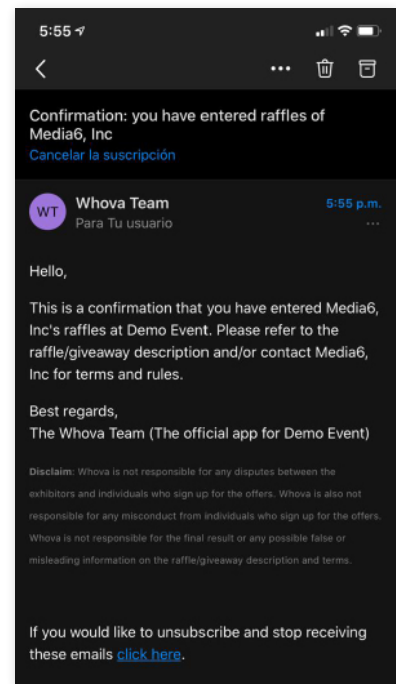 5:55
Confirmation: you have entered raffles of
Media6, Inc
Cancelar la suscripción
WT
Whova Team
5:55 p.m.
Para Tu usuario
Hello,
This is a confirmation that you have entered Media6,
Inc's raffles at Demo Event. Please refer to the
raffle/giveaway description and/or contact Media6,
Inc for terms and rules.
Best regards,
The Whova Team (The official app for Demo Event)
Disclaim: Whova is not responsible for any disputes between the
exhibitors and individuals who sign up for the offers. Whova is also not
responsible for any misconduct from individuals who sign up for the offers.
Whova is not responsible for the final result or any possible false or
misleading information on the raffle/giveaway description and terms.
If you would like to unsubscribe and stop receiving
these emails click here.